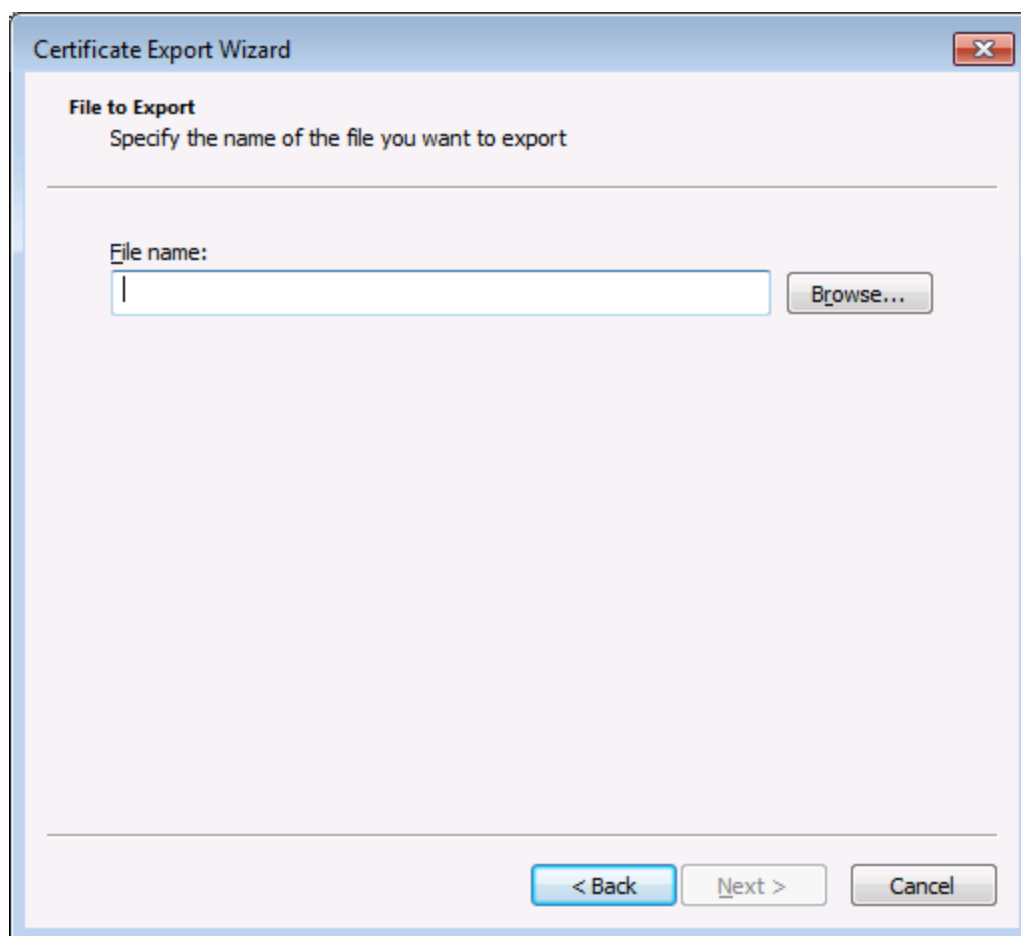 Certificate Export Wizard
File to Export
Specify the name of the file you want to export
File name:
Browse...
< Back
Next >
Cancel